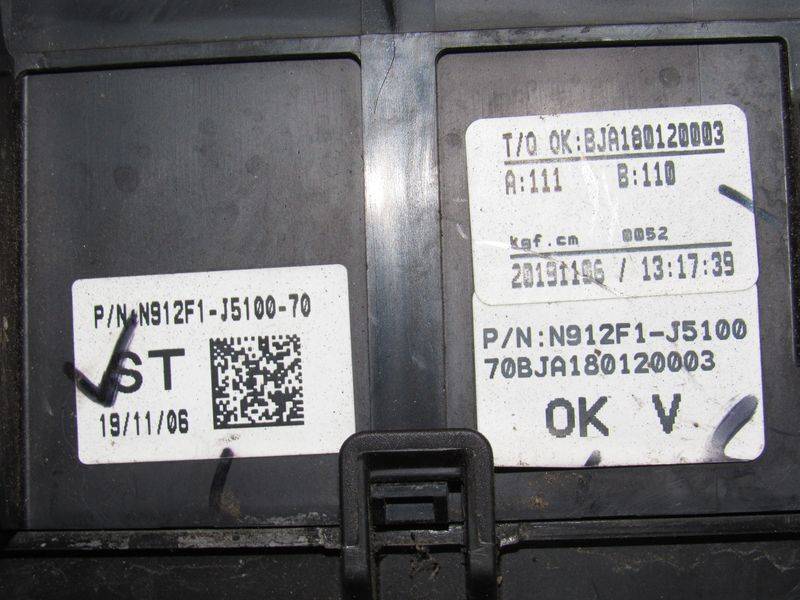 P/N:N912F1-J5100-70
ST
19/11/06
T/Q OK:BJA180120003
A:111 B:110
kgf.cm 0052
20191106 / 13:17:39
P/N:N912F1-J5100
70BJA180120003
OK V